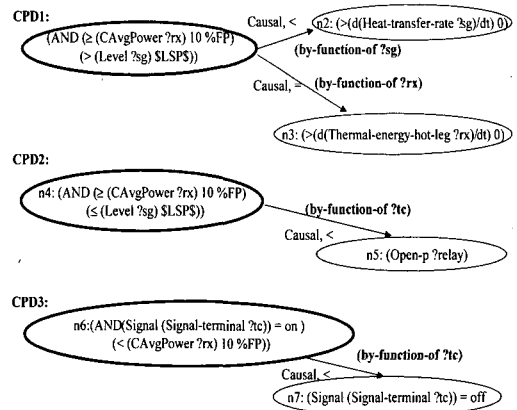 CPD1:
(AND (≥ (CAvgPower ?rx) 10 %FP)
(> (Level ?sg) $LSP$))
Causal, <
n2: (>(d(Heat-transfer-rate ?sg)/dt) 0)
(by-function-of ?sg)
(by-function-of ?rx)
Causal, =
n3: (>(d(Thermal-energy-hot-leg ?rx)/dt) 0)
CPD2:
n4: (AND (≥ (CAvgPower ?rx) 10 %FP)
(≤ (Level ?sg) $LSP$))
(by-function-of ?tc)
Causal, <
n5: (Open-p ?relay)
CPD3:
n6:(AND(Signal (Signal-terminal ?tc)) = on )
(< (CAvgPower ?rx) 10 %FP))
(by-function-of ?tc)
Causal, <
n7: (Signal (Signal-terminal ?tc)) = off